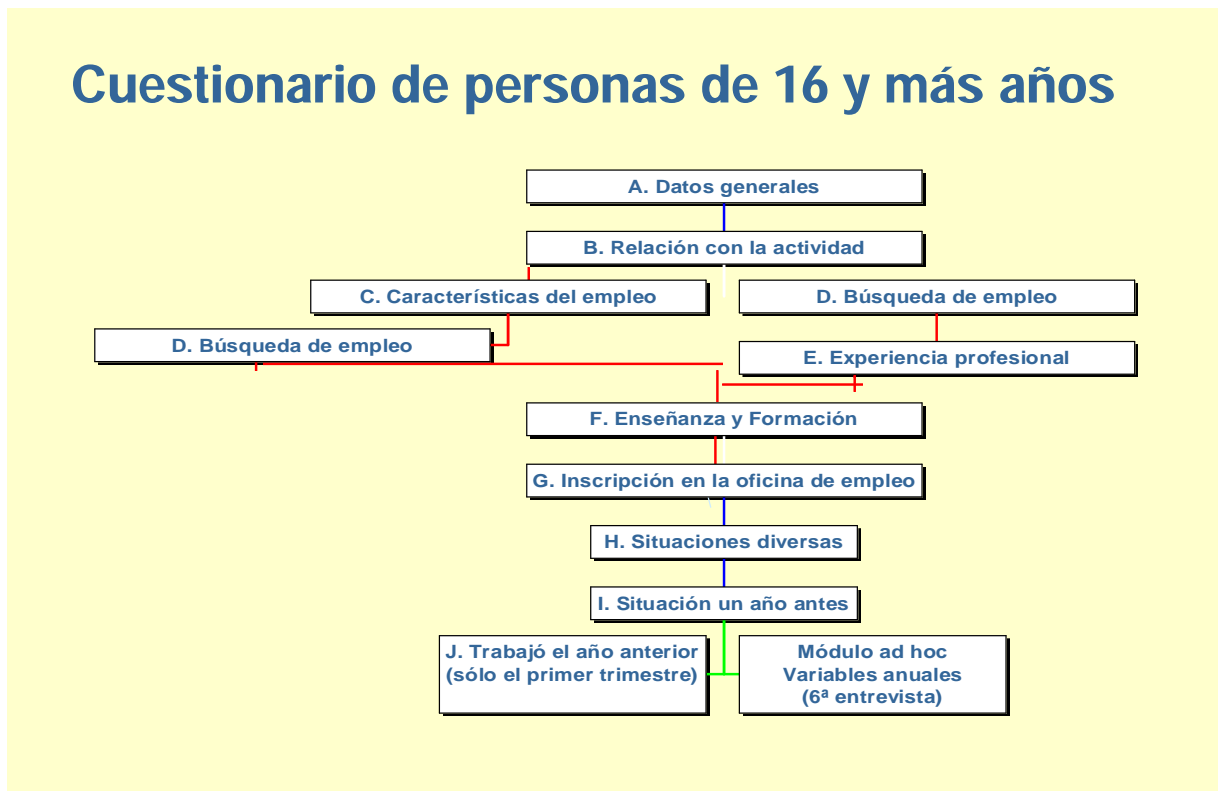 Cuestionario de personas de 16 y más años
A. Datos generales
B. Relación con la actividad
C. Características del empleo
D. Búsqueda de empleo
D. Búsqueda de empleo
E. Experiencia profesional
F. Enseñanza y Formación
G. Inscripción en la oficina de empleo
H. Situaciones diversas
I. Situación un año antes
J. Trabajó el año anterior
(sólo el primer trimestre)
Módulo ad hoc
Variables anuales
(6ª entrevista)